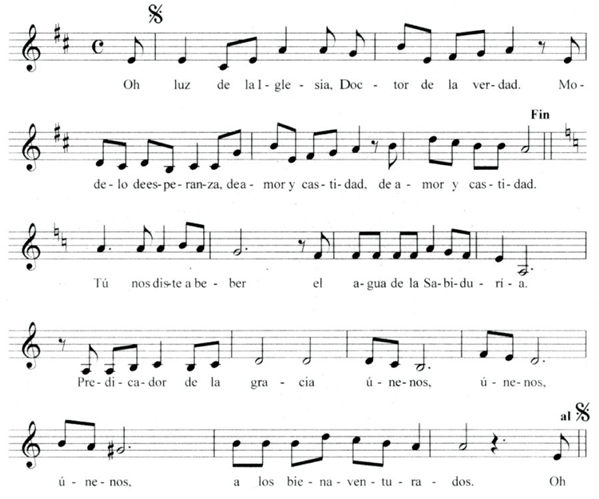 Oh luz de la I - gle - sia, Doc - tor de la ver - dad. Mo -
Fin
de - lo de es - pe - ran - za, de a - mor y cas - ti - dad, de a - mor y cas - ti - dad.
Tú nos dis - te a be - ber el a - gua de la Sa - bi - du - rí - a.
Pre - di - ca - dor de la gra - cia ú - ne - nos, ú - ne - nos,
al
ú - ne - nos, a los bie - na - ven - tu - ra - dos. Oh